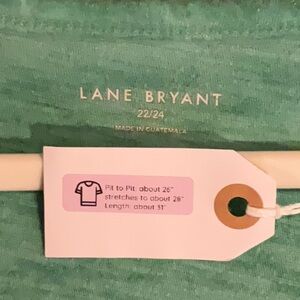 LANE BRYANT
22/24
MADE IN GUATEMALA
Pit to Pit: about 26"
stretches to about 28"
Length: about 31"